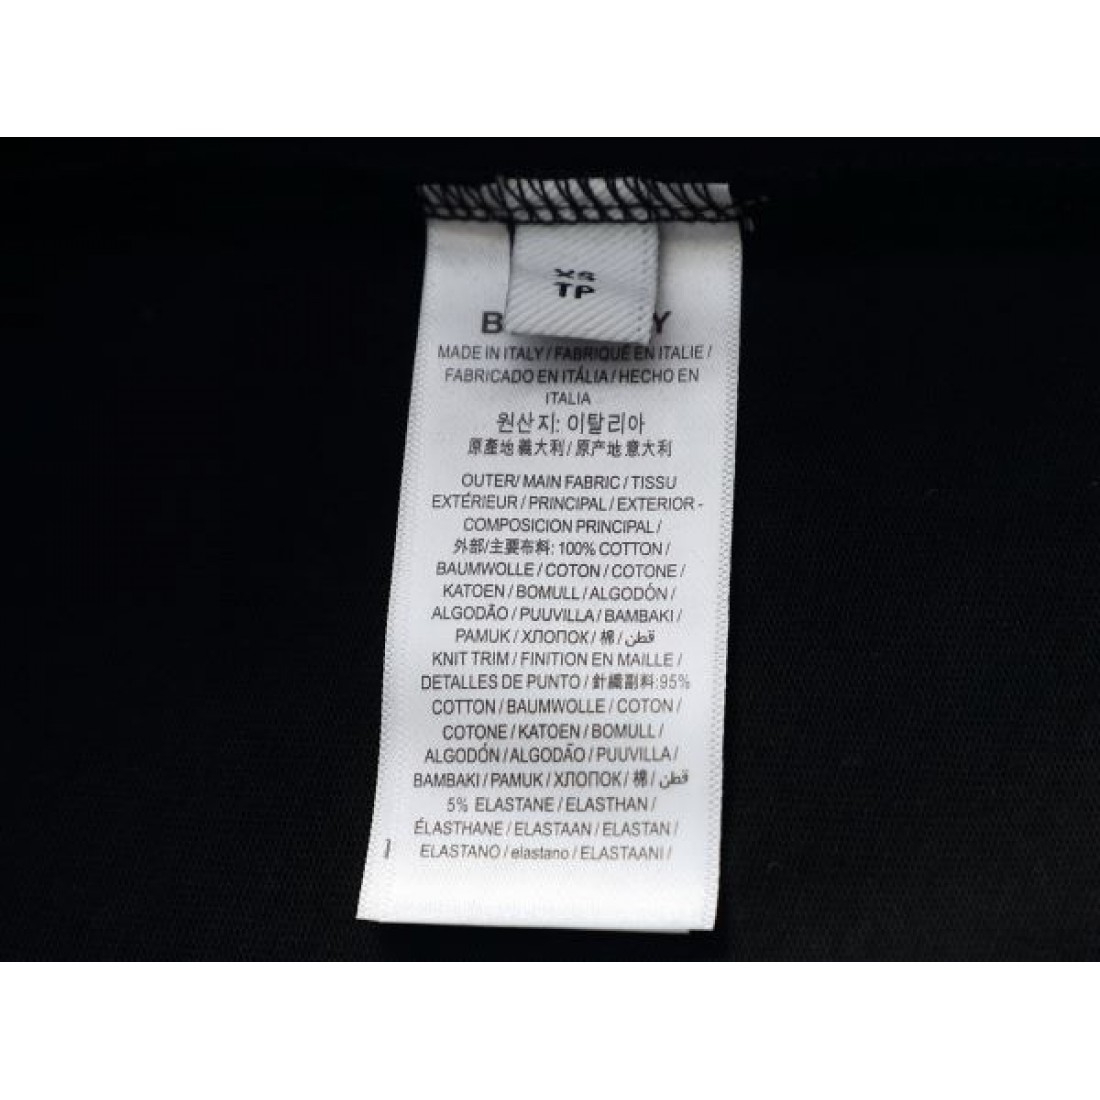 XS
TP
MADE IN ITALY / FABRIQUÉ EN ITALIE /
FABRICADO EN ITÁLIA / HECHO EN
ITALIA
원산지: 이탈리아
原產地 義大利 / 原产地 意大利
OUTER/ MAIN FABRIC / TISSU
EXTÉRIEUR / PRINCIPAL / EXTERIOR -
COMPOSICION PRINCIPAL /
外部/主要布料: 100% COTTON /
BAUMWOLLE / COTON / COTONE /
KATOEN / BOMULL / ALGODÓN /
ALGODÃO / PUUVILLA / BAMBAKI /
PAMUK / ХЛОПОК / 棉 / قطن
KNIT TRIM / FINITION EN MAILLE /
DETALLES DE PUNTO / 針織副料: 95%
COTTON / BAUMWOLLE / COTON /
COTONE / KATOEN / BOMULL /
ALGODÓN / ALGODÃO / PUUVILLA /
BAMBAKI / PAMUK / ХЛОПОК / 棉 / قطن
5% ELASTANE / ELASTHAN /
ÉLASTHANE / ELASTAAN / ELASTAN /
1 ELASTANO / elastano / ELASTAANI /